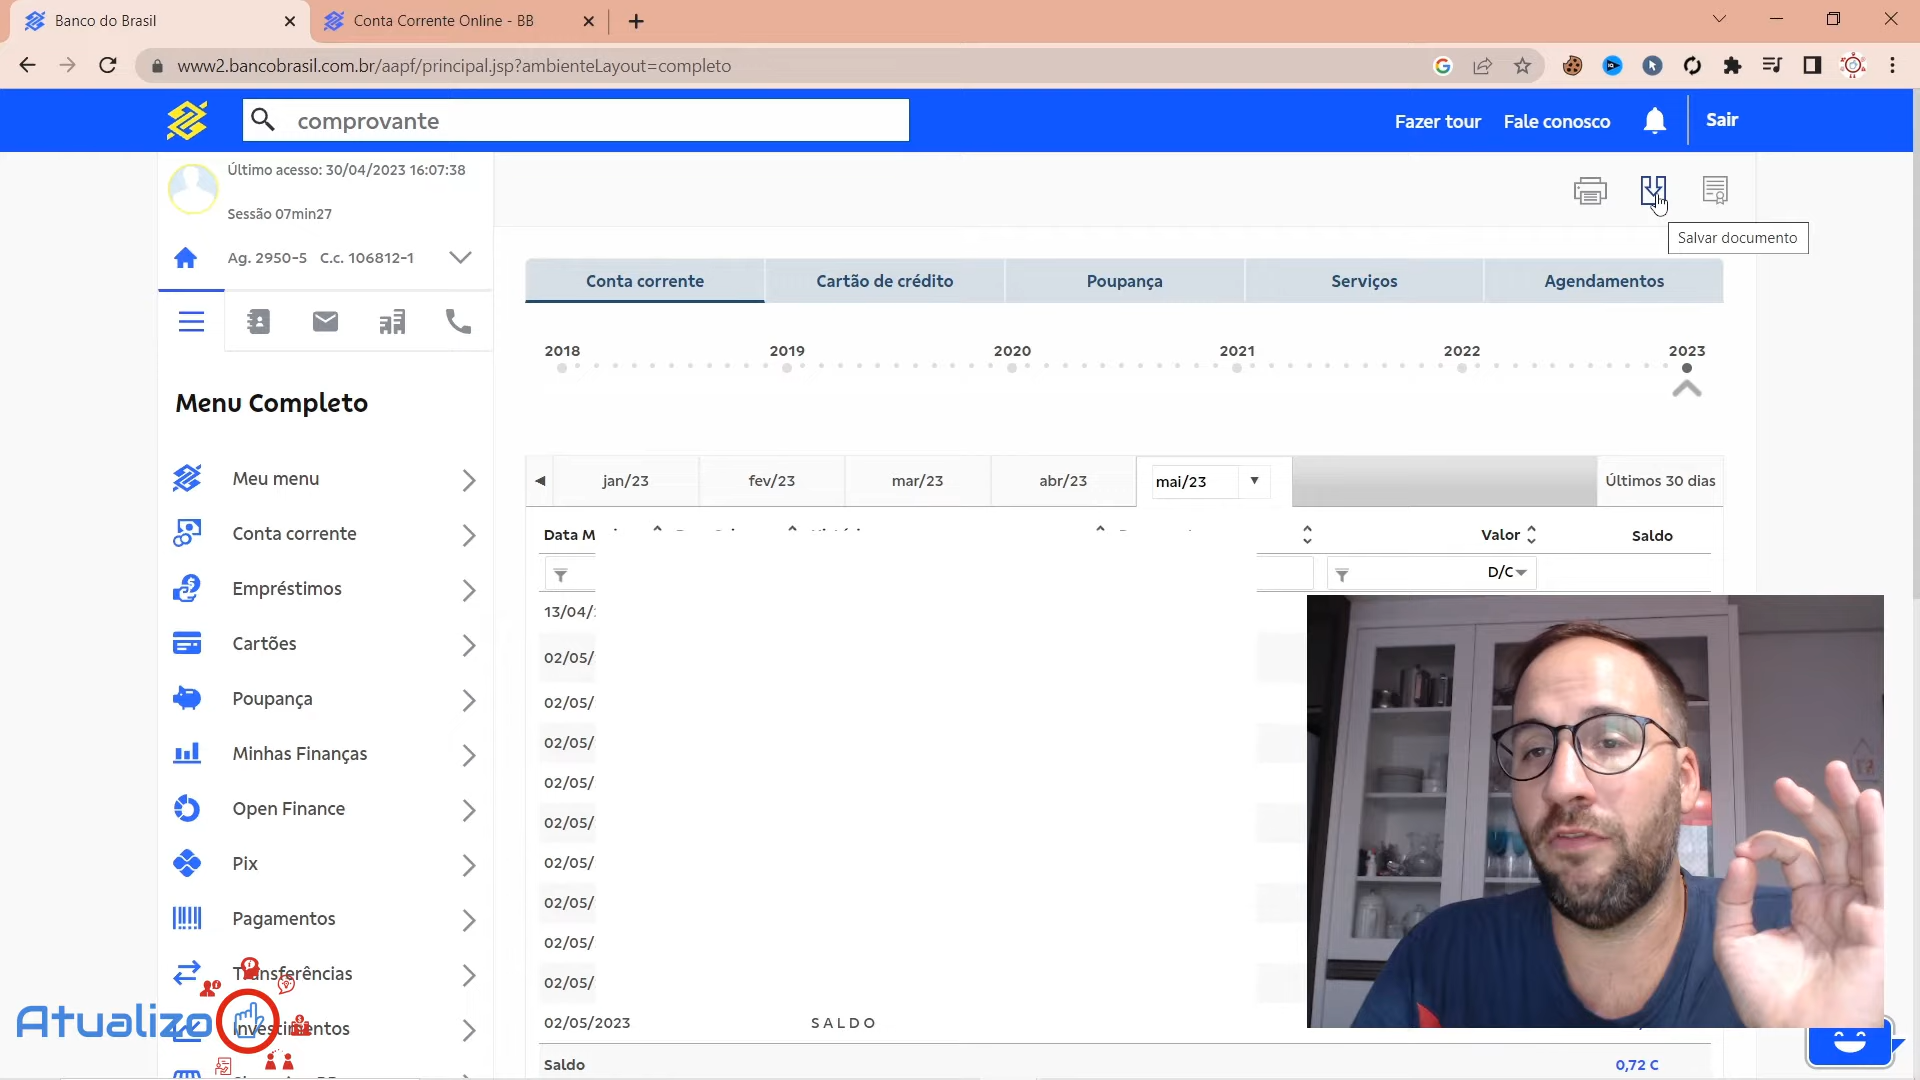 Banco do Brasil
Conta Corrente Online - BB
www2.bancobrasil.com.br/aapf/principal.jsp?ambienteLayout=completo
comprovante
Fazer tour
Fale conosco
Sair
Último acesso: 30/04/2023 16:07:38
Sessão 07min27
Ag. 2950-5 C.c. 106812-1
Salvar documento
Conta corrente
Cartão de crédito
Poupança
Serviços
Agendamentos
2018
2019
2020
2021
2022
2023
Menu Completo
Meu menu
Conta corrente
Empréstimos
Cartões
Poupança
Minhas Finanças
Open Finance
Pix
Pagamentos
Transferências
Investimentos
jan/23
fev/23
mar/23
abr/23
mai/23
Últimos 30 dias
Data M
Valor
Saldo
D/C
13/04/
02/05/
02/05/
02/05/
02/05/
02/05/
02/05/
02/05/
02/05/
02/05/
02/05/2023 S A L D O
Saldo 0,72 C
Atualizo